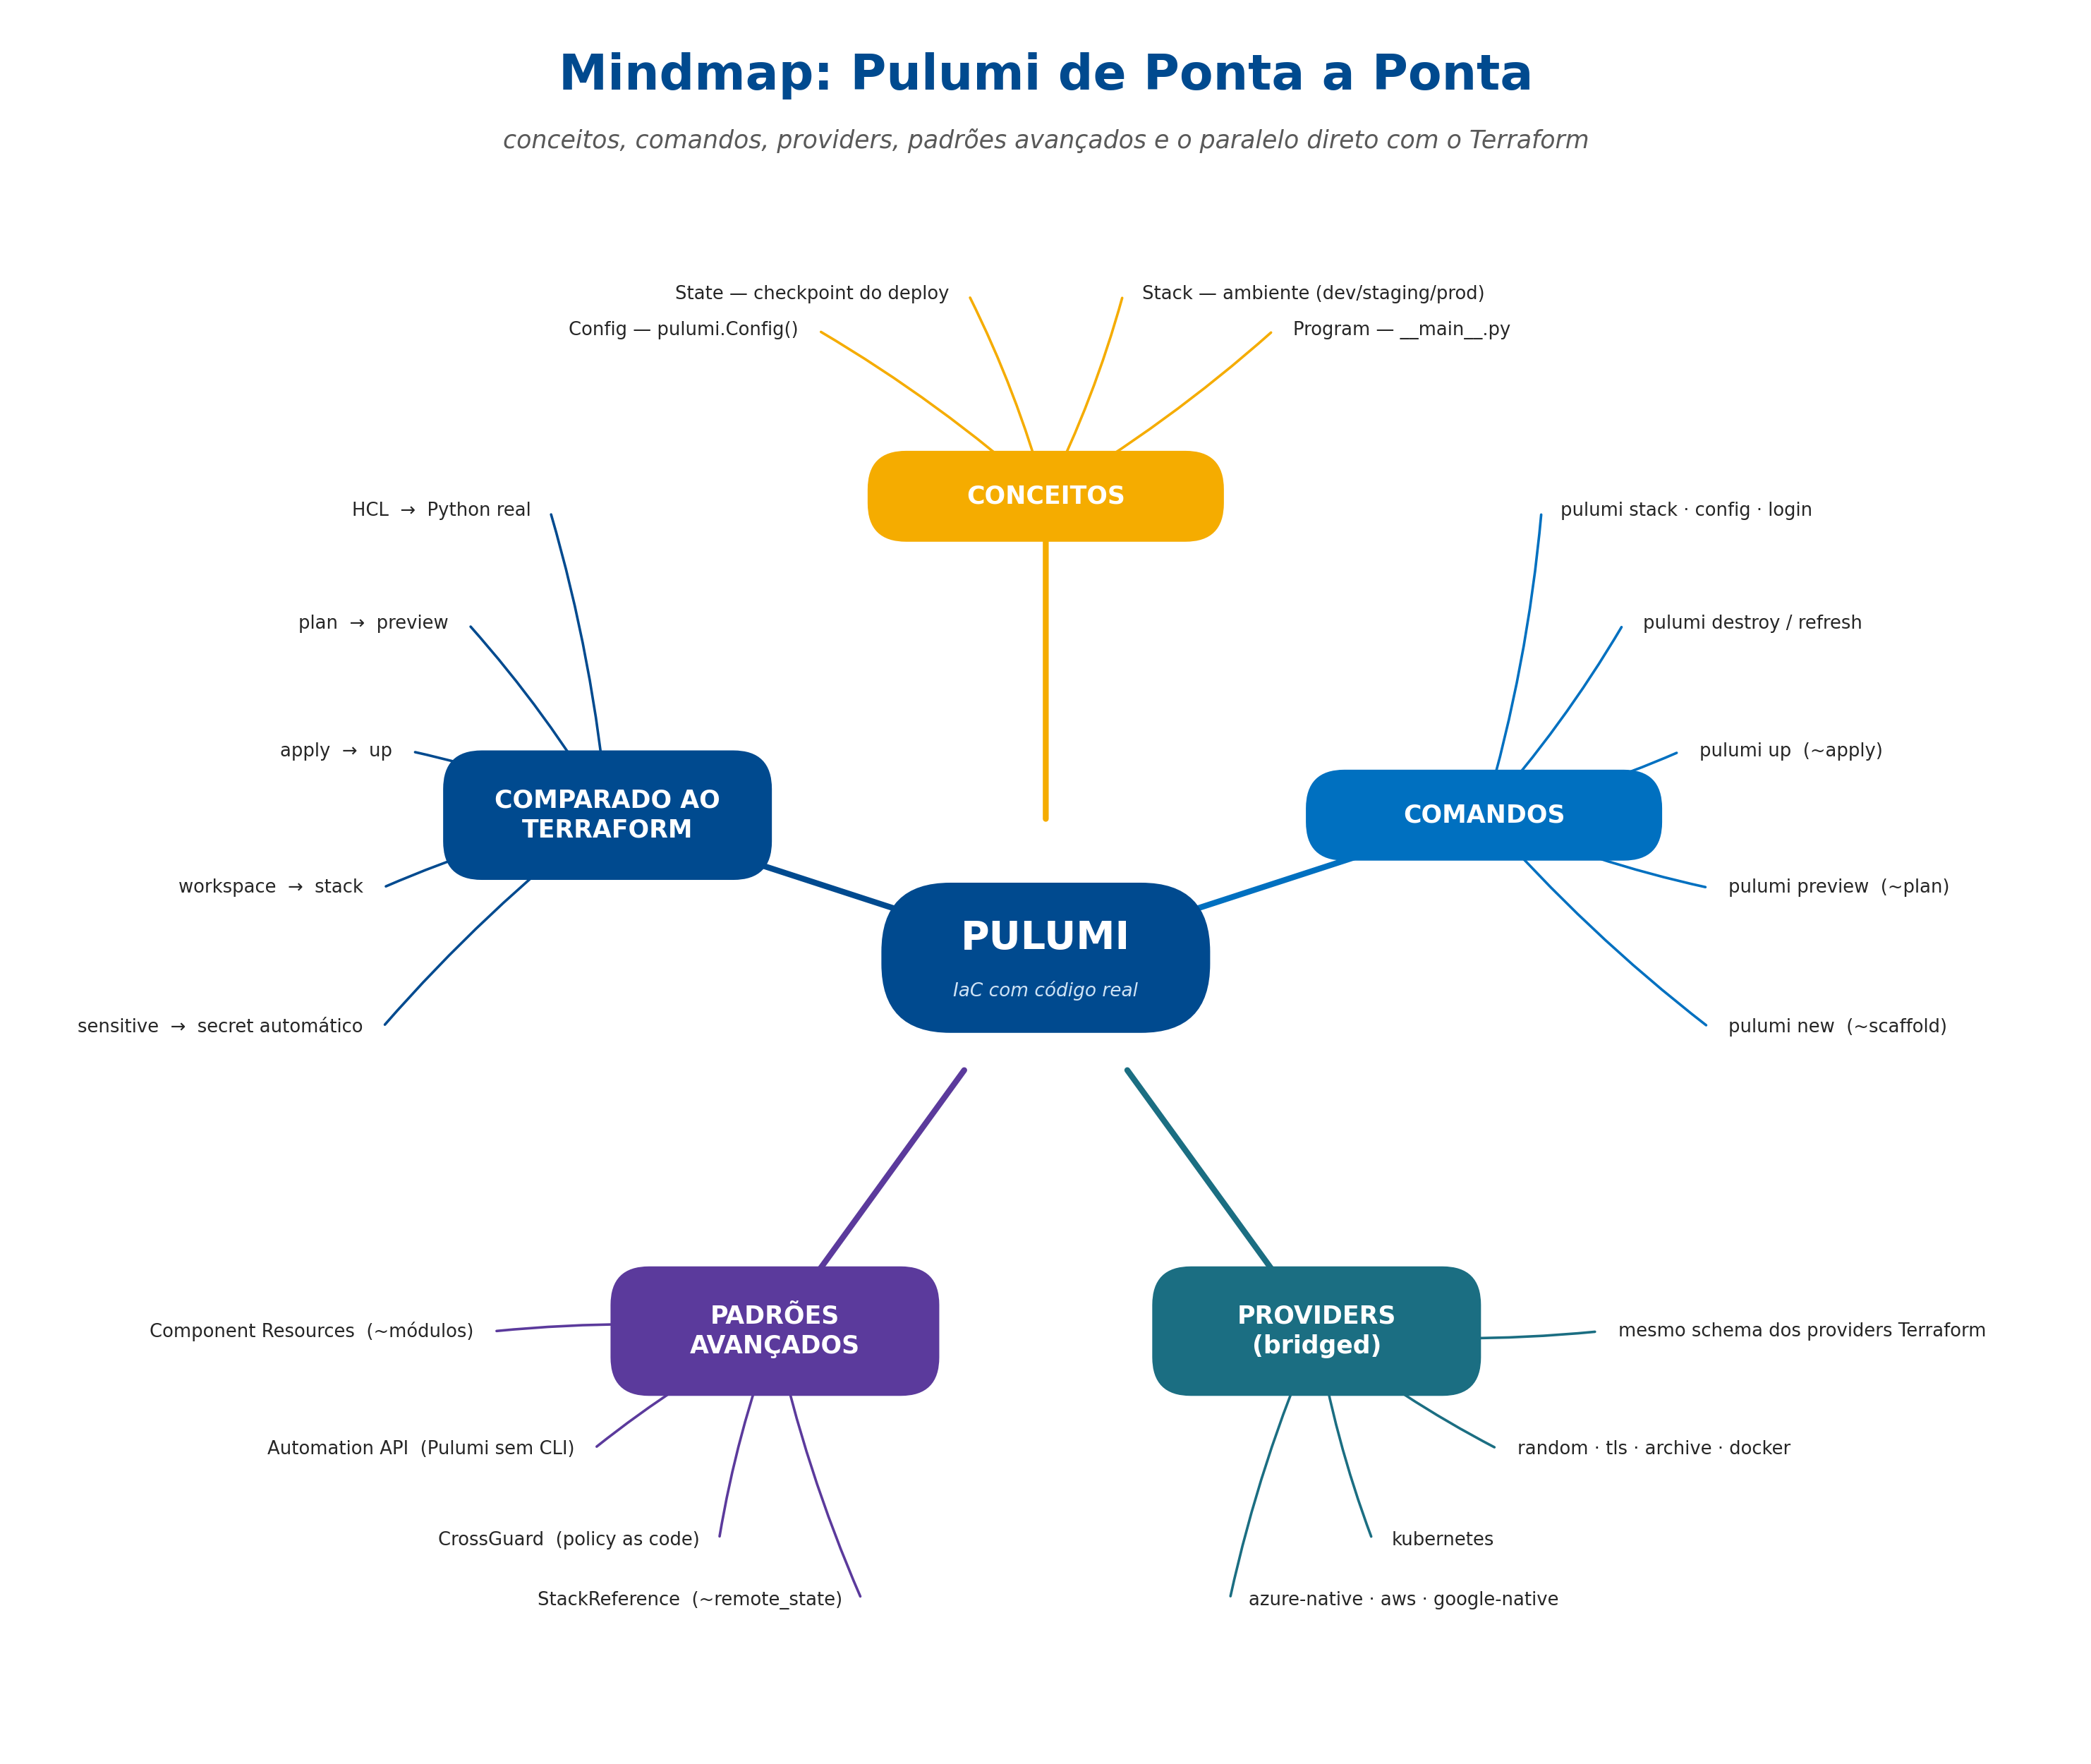 Mindmap: Pulumi de Ponta a Ponta
conceitos, comandos, providers, padrões avançados e o paralelo direto com o Terraform
State — checkpoint do deploy
Stack — ambiente (dev/staging/prod)
Config — pulumi.Config()
Program — __main__.py
CONCEITOS
HCL → Python real
plan → preview
apply → up
COMPARADO AO
TERRAFORM
workspace → stack
sensitive → secret automático
pulumi stack · config · login
pulumi destroy / refresh
pulumi up (~apply)
COMANDOS
pulumi preview (~plan)
pulumi new (~scaffold)
PULUMI
IaC com código real
PADRÕES
AVANÇADOS
Component Resources (~módulos)
Automation API (Pulumi sem CLI)
CrossGuard (policy as code)
StackReference (~remote_state)
PROVIDERS
(bridged)
mesmo schema dos providers Terraform
random · tls · archive · docker
kubernetes
azure-native · aws · google-native